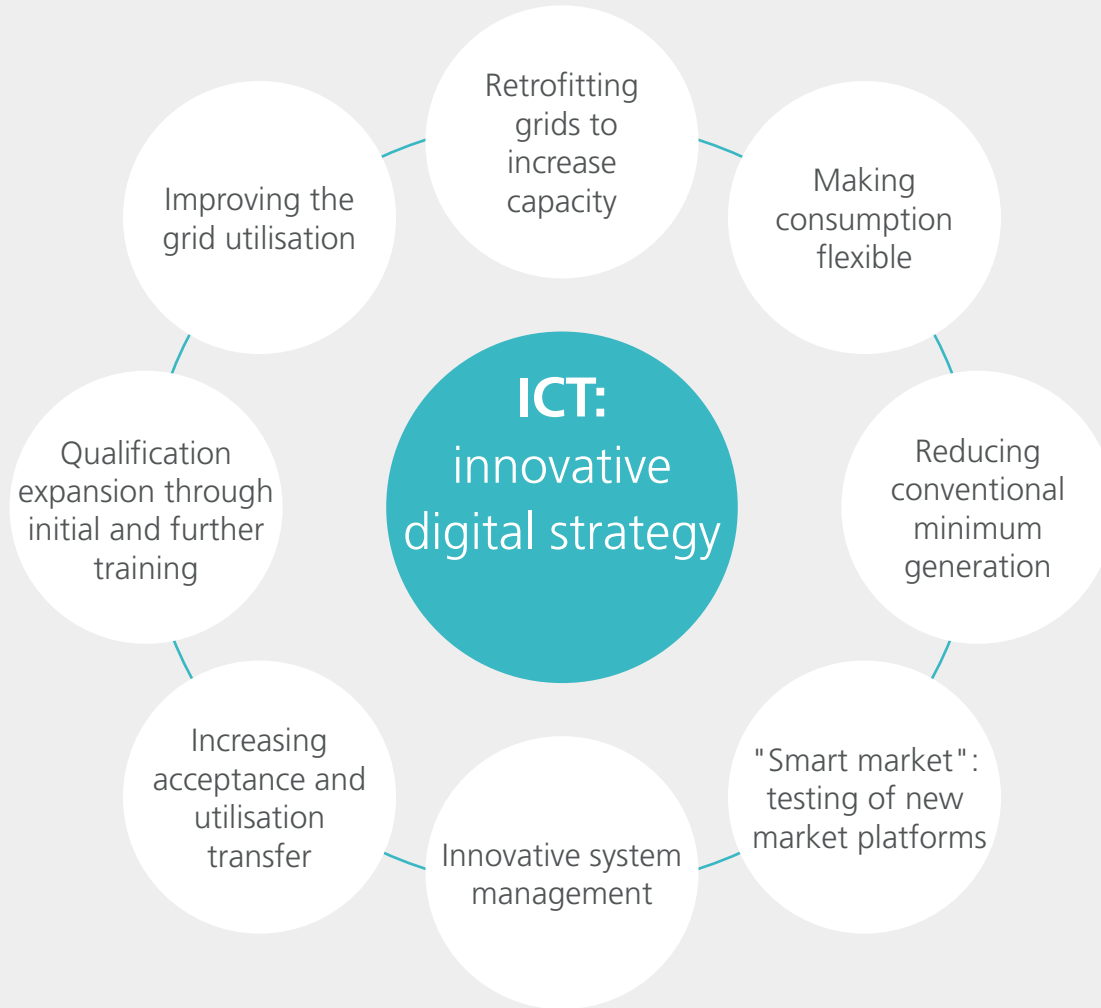 Retrofitting
grids to
increase
capacity
Making
consumption
flexible
Reducing
conventional
minimum
generation
"Smart market":
testing of new
market platforms
Innovative system
management
Increasing
acceptance and
utilisation
transfer
Qualification
expansion through
initial and further
training
Improving the
grid utilisation
ICT:
innovative
digital strategy